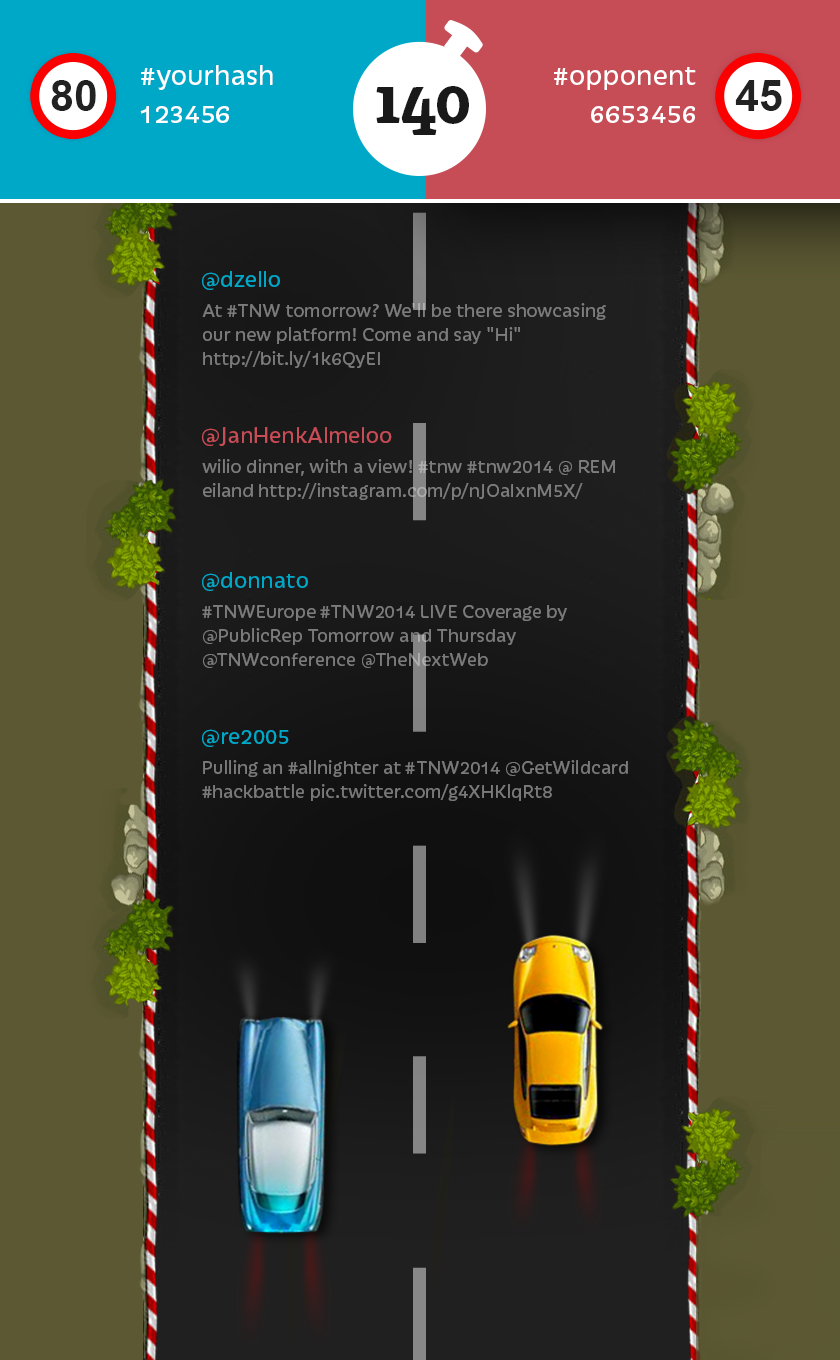 80
#yourhash
123456
140
#opponent
6653456
45
@dzello
At #TNW tomorrow? We'll be there showcasing
our new platform! Come and say "Hi"
http://bit.ly/1k6QyEI
@JanHenkAlmeloo
wilio dinner, with a view! #tnw #tnw2014 @ REM
eiland http://instagram.com/p/nJOaIxnM5X/
@donnato
#TNWEurope #TNW2014 LIVE Coverage by
@PublicRep Tomorrow and Thursday
@TNWconference @TheNextWeb
@re2005
Pulling an #allnighter at #TNW2014 @GetWildcard
#hackbattle pic.twitter.com/g4XHKlqRt8